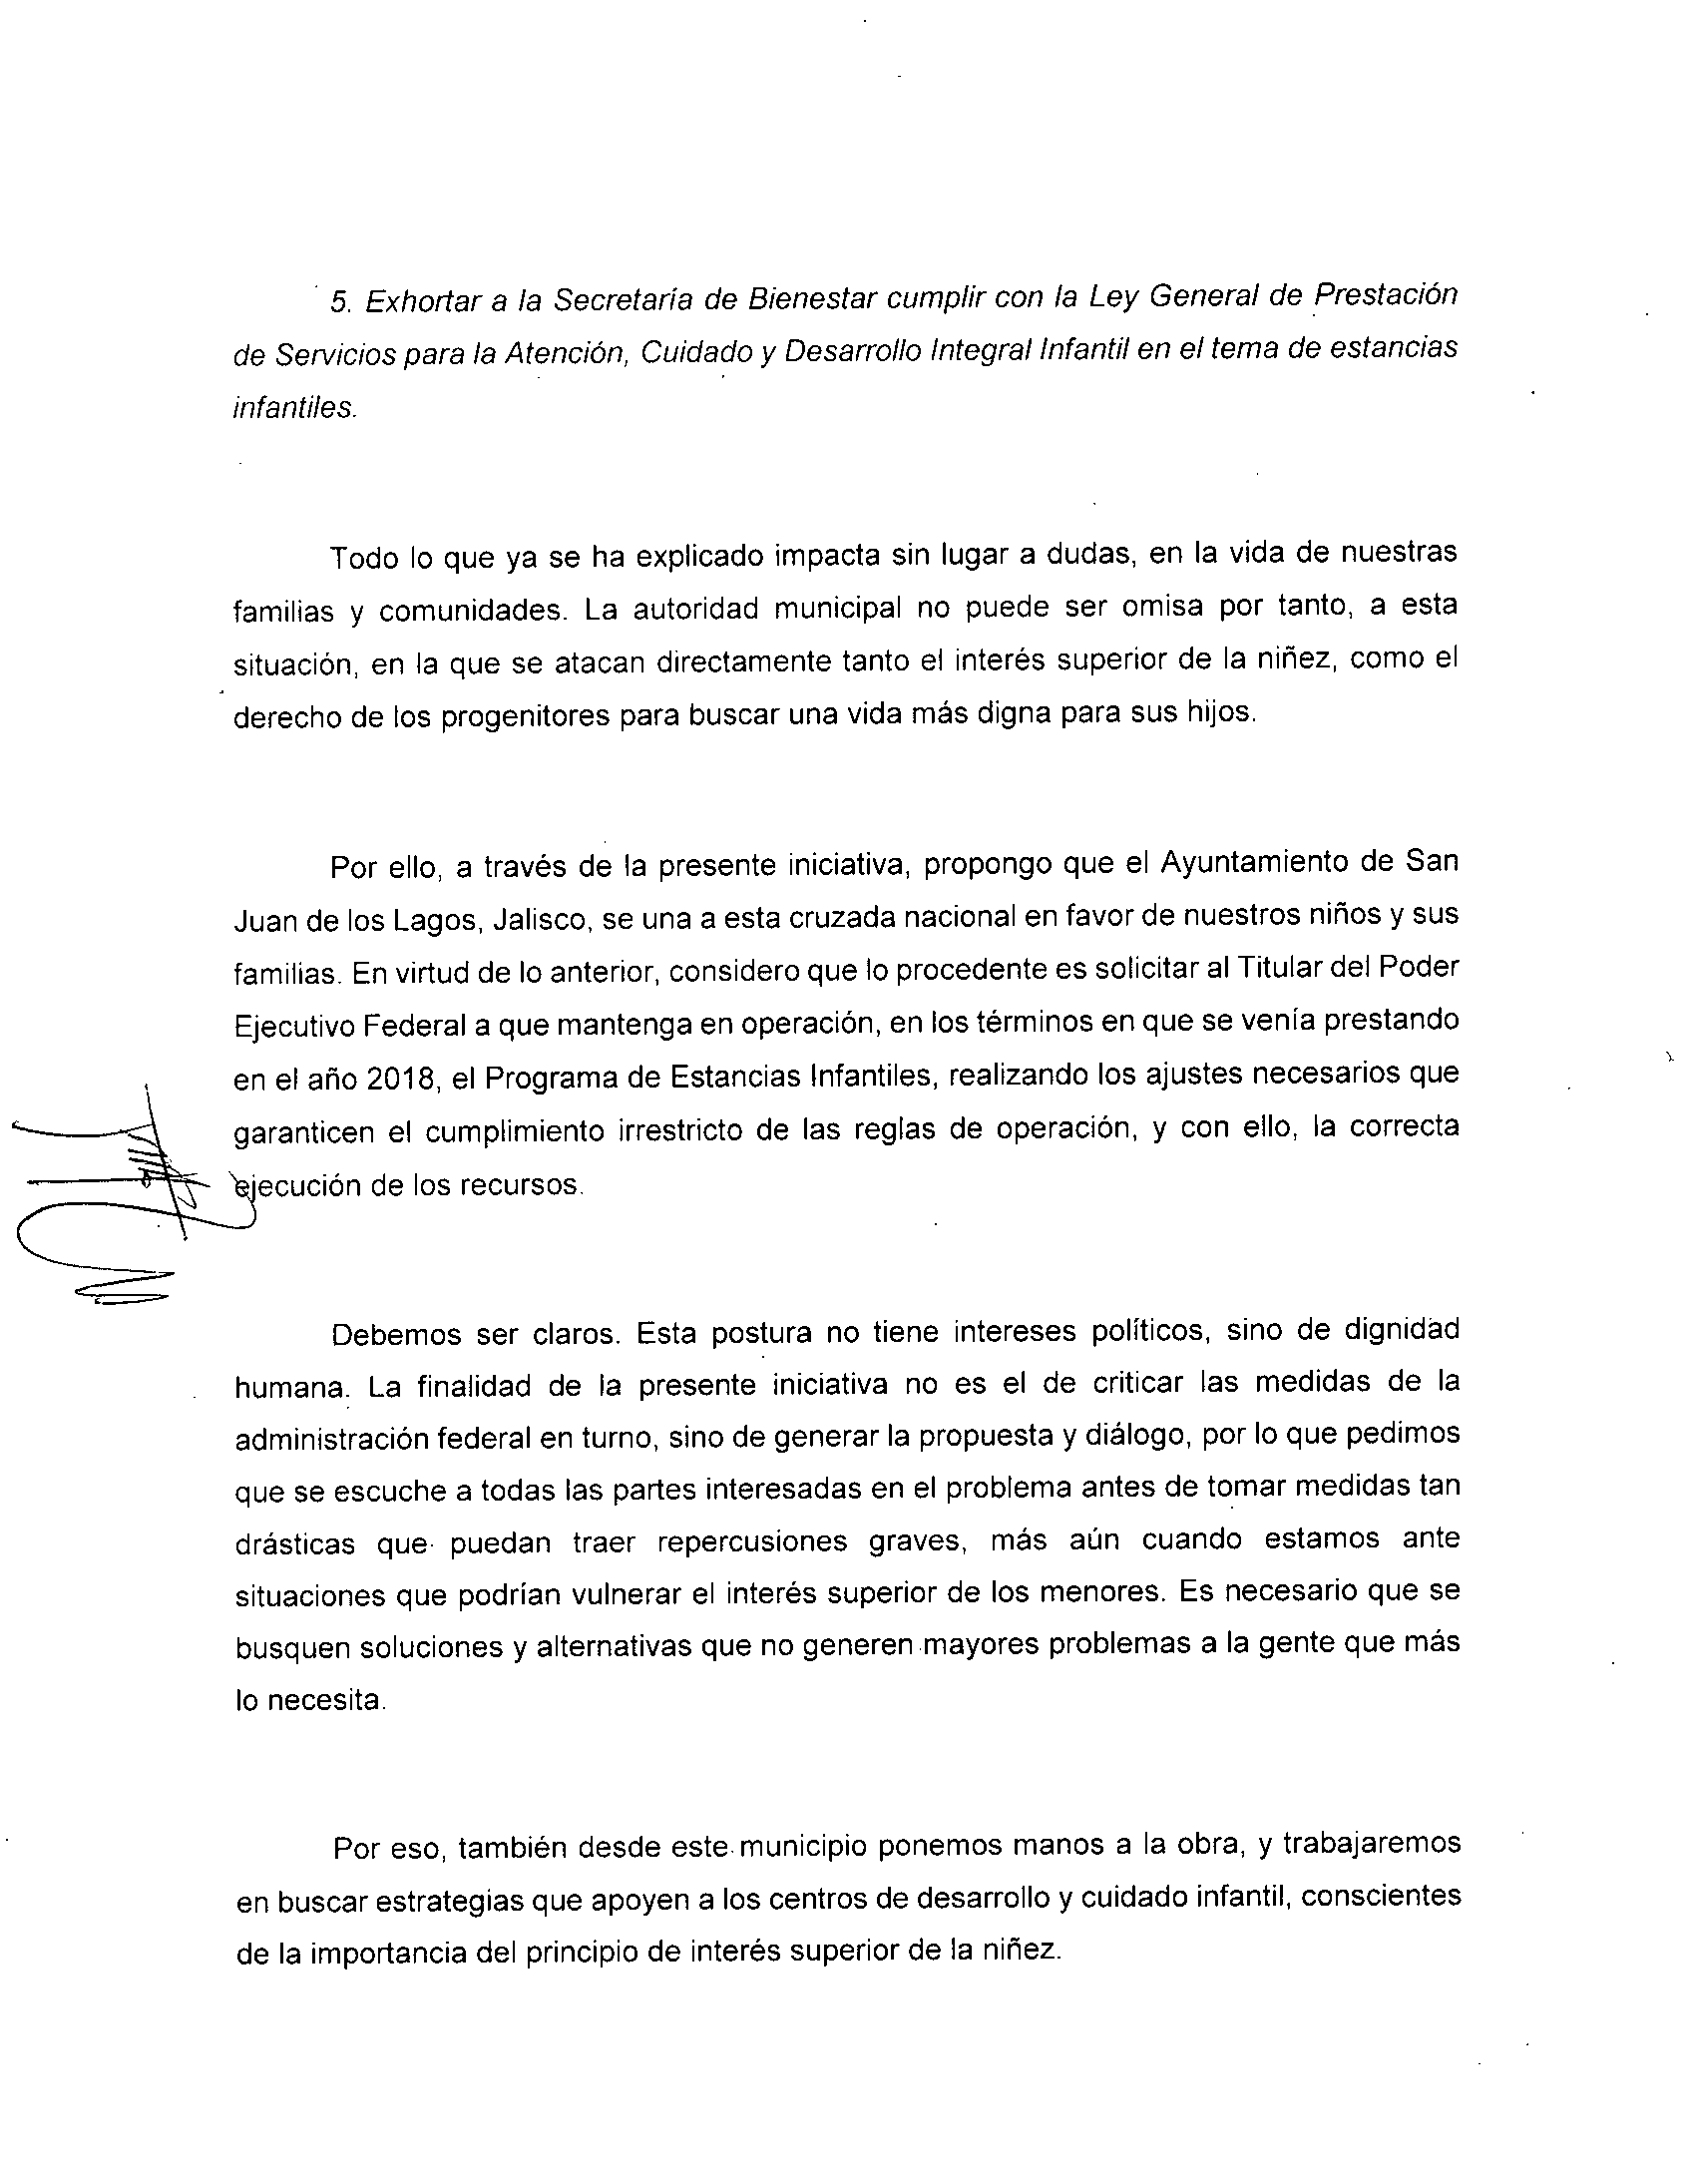 5. Exhortar a la Secretaría de Bienestar cumplir con la Ley General de Prestación
de Servicios para la Atención, Cuidado y Desarrollo Integral Infantil en el tema de estancias
infantiles.
Todo lo que ya se ha explicado impacta sin lugar a dudas, en la vida de nuestras
familias y comunidades. La autoridad municipal no puede ser omisa por tanto, a esta
situación, en la que se atacan directamente tanto el interés superior de la niñez, como el
derecho de los progenitores para buscar una vida más digna para sus hijos.
Por ello, a través de la presente iniciativa, propongo que el Ayuntamiento de San
Juan de los Lagos, Jalisco, se una a esta cruzada nacional en favor de nuestros niños y sus
familias. En virtud de lo anterior, considero que lo procedente es solicitar al Titular del Poder
Ejecutivo Federal a que mantenga en operación, en los términos en que se venía prestando
en el año 2018, el Programa de Estancias Infantiles, realizando los ajustes necesarios que
garanticen el cumplimiento irrestricto de las reglas de operación, y con ello, la correcta
ejecución de los recursos.
Debemos ser claros. Esta postura no tiene intereses políticos, sino de dignidad
humana. La finalidad de la presente iniciativa no es el de criticar las medidas de la
administración federal en turno, sino de generar la propuesta y diálogo, por lo que pedimos
que se escuche a todas las partes interesadas en el problema antes de tomar medidas tan
drásticas que puedan traer repercusiones graves, más aún cuando estamos ante
situaciones que podrían vulnerar el interés superior de los menores. Es necesario que se
busquen soluciones y alternativas que no generen mayores problemas a la gente que más
lo necesita.
Por eso, también desde este municipio ponemos manos a la obra, y trabajaremos
en buscar estrategias que apoyen a los centros de desarrollo y cuidado infantil, conscientes
de la importancia del principio de interés superior de la niñez.